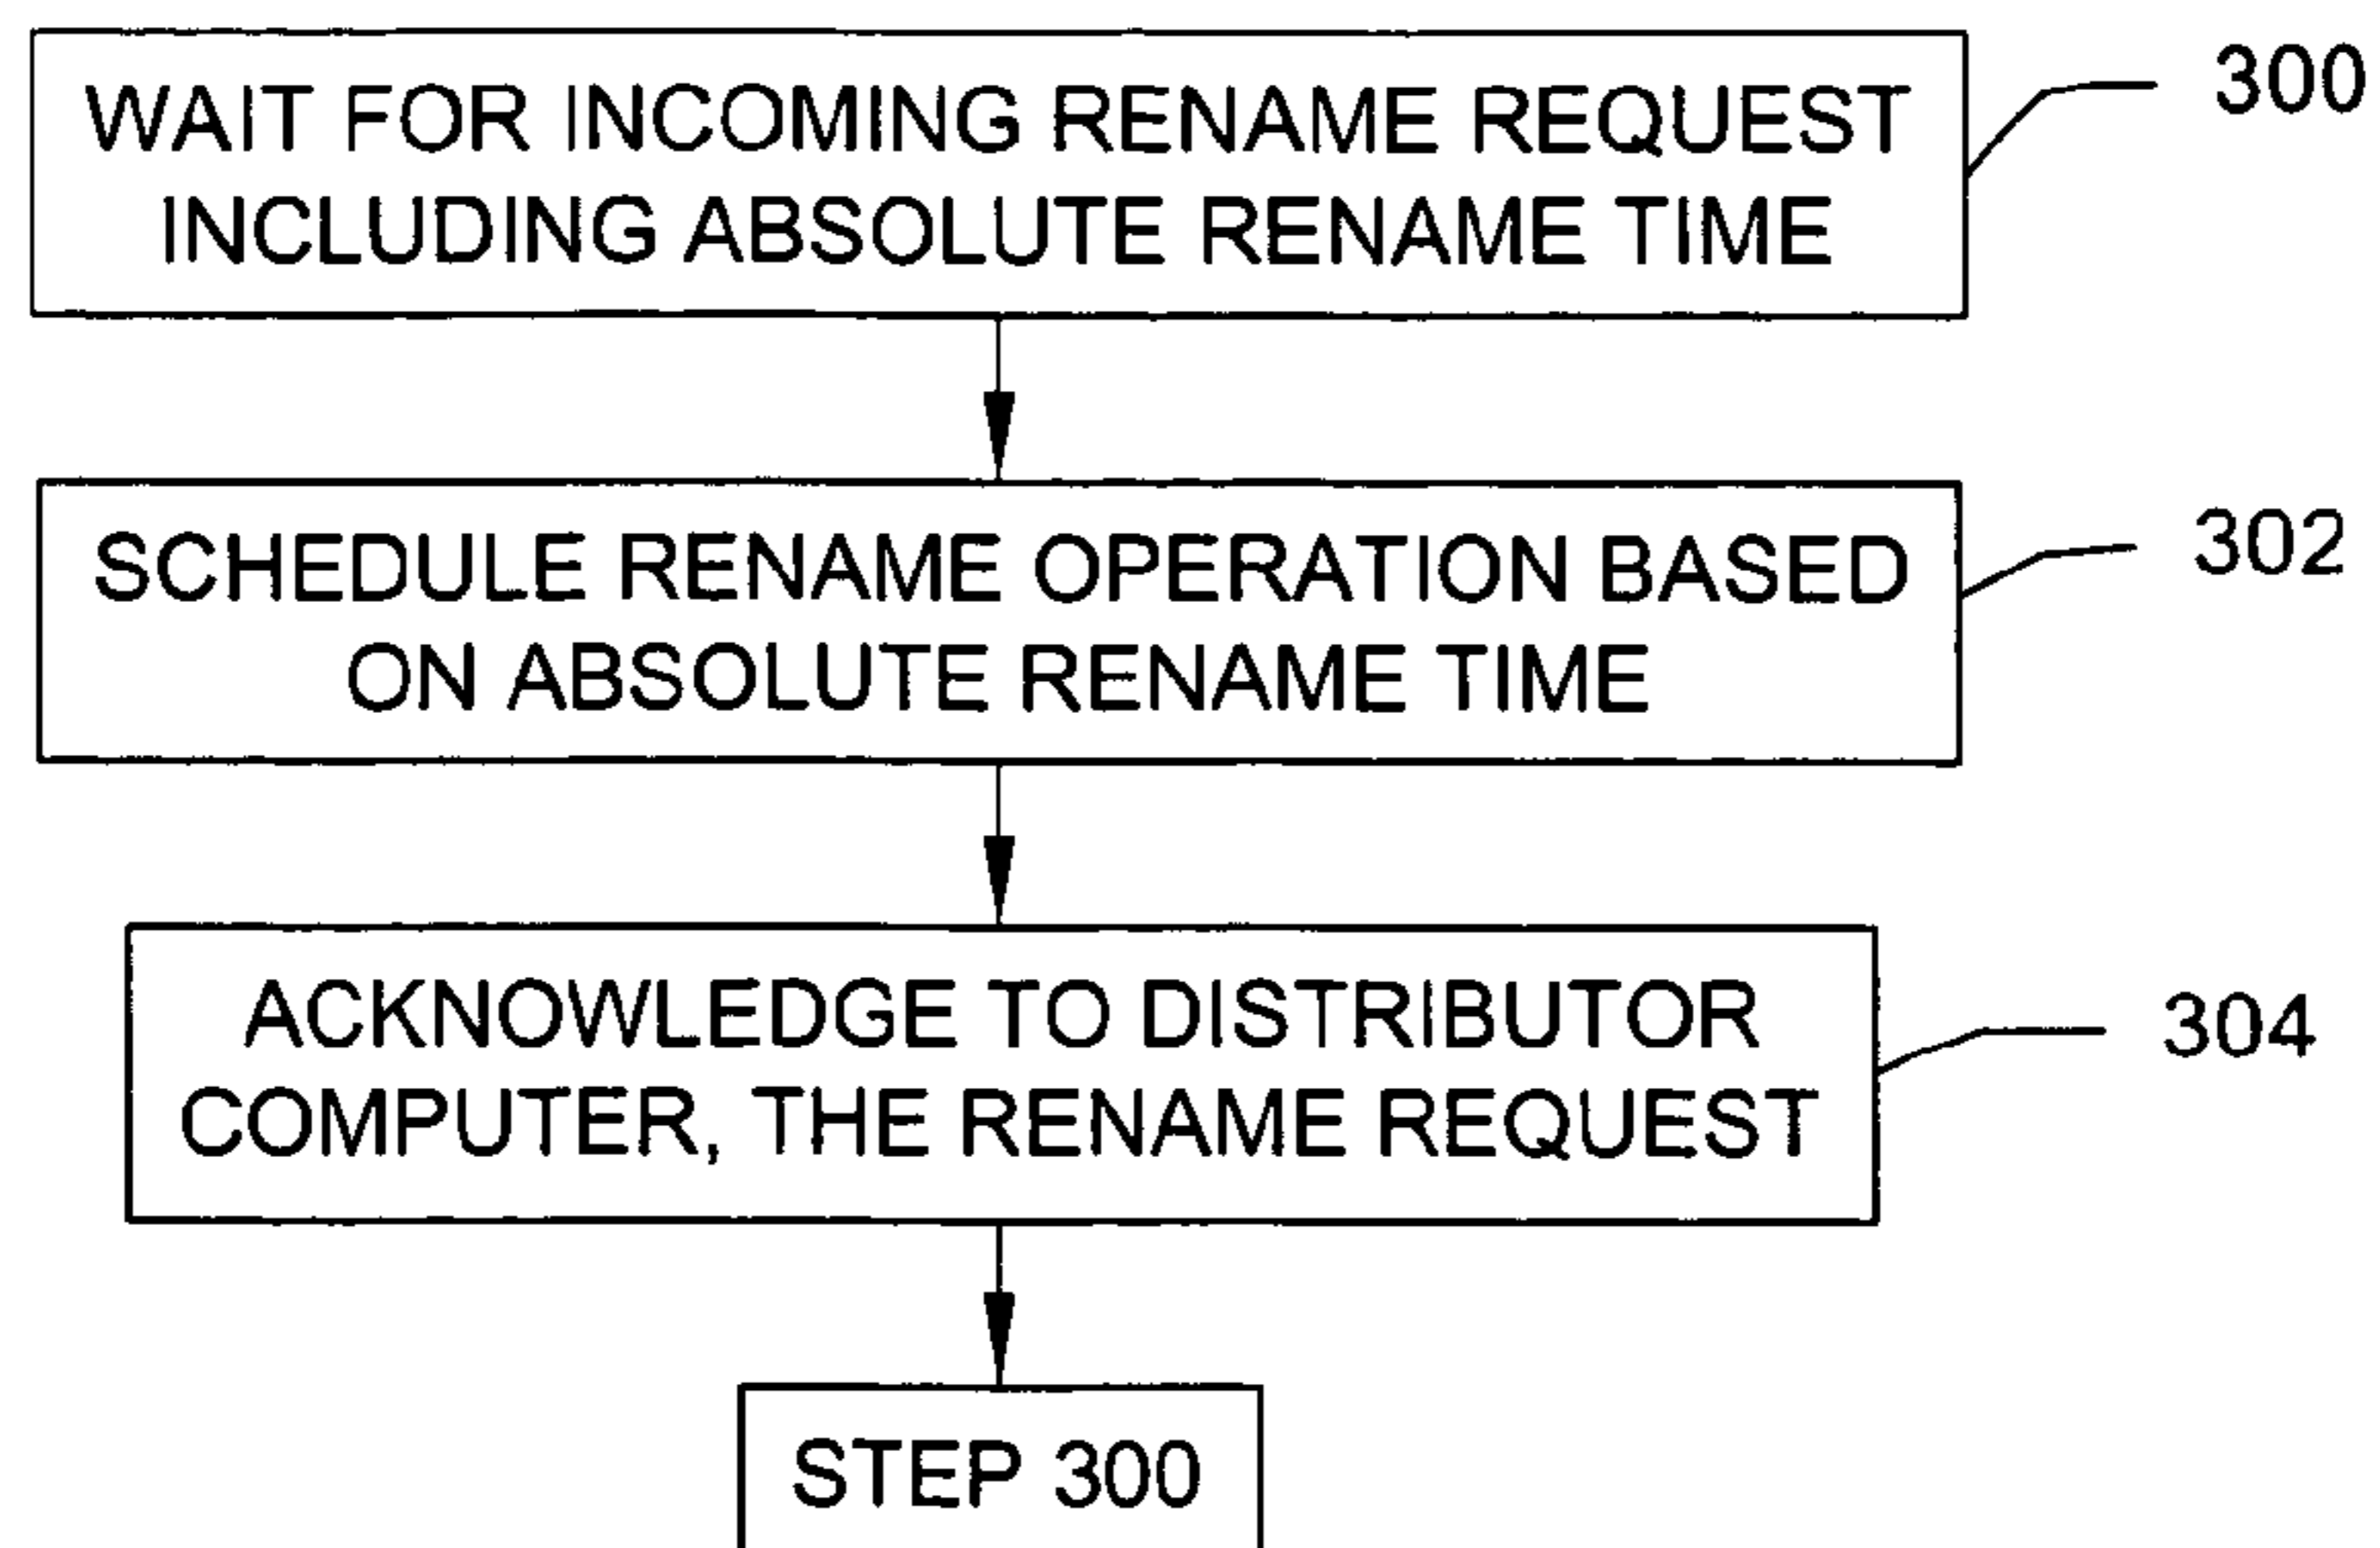 WAIT FOR INCOMING RENAME REQUEST
INCLUDING ABSOLUTE RENAME TIME
300
SCHEDULE RENAME OPERATION BASED
ON ABSOLUTE RENAME TIME
302
ACKNOWLEDGE TO DISTRIBUTOR
COMPUTER, THE RENAME REQUEST
304
STEP 300